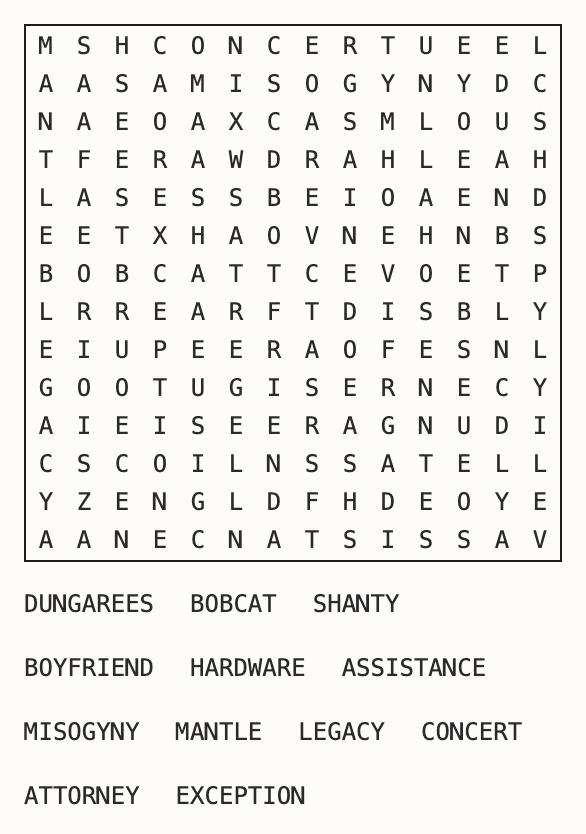 M S H C O N C E R T U E E L
A A S A M I S O G Y N Y D C
N A E O A X C A S M L O U S
T F E R A W D R A H L E A H
L A S E S S B E I O A E N D
E E T X H A O V N E H N B S
B O B C A T T C E V O E T P
L R R E A R F T D I S B L Y
E I U P E E R A O F E S N L
G O O T U G I S E R N E C Y
A I E I S E E R A G N U D I
C S C O I L N S S A T E L L
Y Z E N G L D F H D E O Y E
A A N E C N A T S I S S A V
DUNGAREES BOBCAT SHANTY
BOYFRIEND HARDWARE ASSISTANCE
MISOGYNY MANTLE LEGACY CONCERT
ATTORNEY EXCEPTION